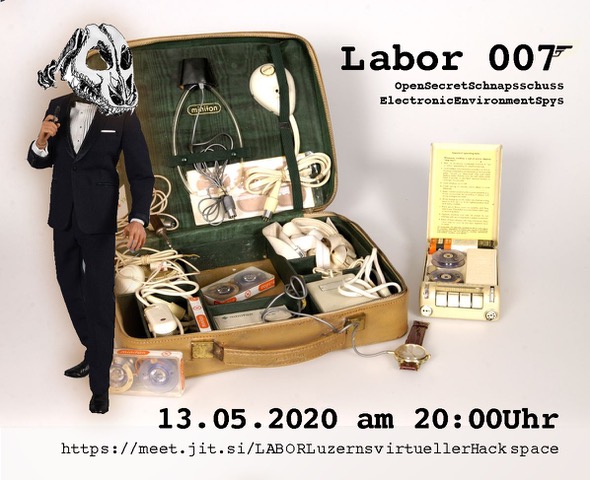 Labor 007
OpenSecretSchnapsschuss
ElectronicEnvironmentSpys
minifon
13.05.2020 am 20:00Uhr
https://meet.jit.si/LABORLuzernsvirtuellerHackspace